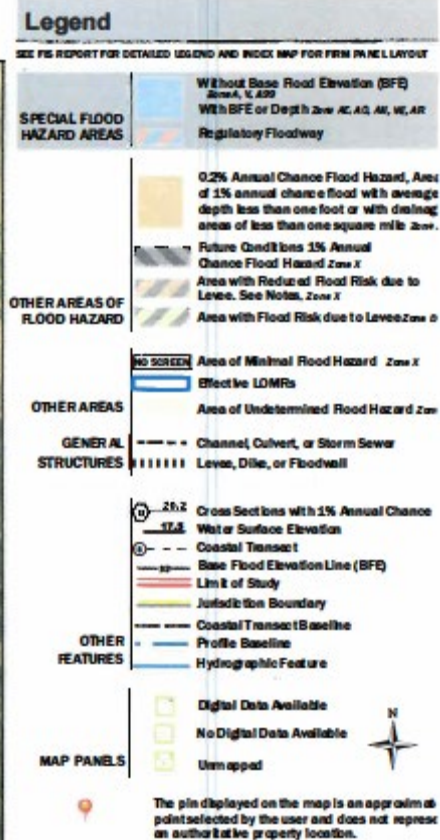 Legend
SEE FIS REPORT FOR DETAILED LEGEND AND INDEX MAP FOR FIRM PANEL LAYOUT
SPECIAL FLOOD
HAZARD AREAS
Without Base Flood Elevation (BFE)
Zone A, V, A99
With BFE or Depth Zone AE, AO, AH, VE, AR
Regulatory Floodway
OTHER AREAS OF
FLOOD HAZARD
0.2% Annual Chance Flood Hazard, Area
of 1% annual chance flood with average
depth less than one foot or with drainag
areas of less than one square mile Zone
Future Conditions 1% Annual
Chance Flood Hazard Zone X
Area with Reduced Flood Risk due to
Levee. See Notes, Zone X
Area with Flood Risk due to Levee Zone D
OTHER AREAS
NO SCREEN Area of Minimal Flood Hazard Zone X
Effective LOMRs
Area of Undetermined Flood Hazard Zon
GENERAL
STRUCTURES
Channel, Culvert, or Storm Sewer
Levee, Dike, or Floodwall
OTHER
FEATURES
20.2 Cross Sections with 1% Annual Chance
17.5 Water Surface Elevation
Coastal Transect
Base Flood Elevation Line (BFE)
Limit of Study
Jurisdiction Boundary
Coastal Transect Baseline
Profile Baseline
Hydrographic Feature
MAP PANELS
Digital Data Available
No Digital Data Available
Unmapped
N
The pin displayed on the map is an approximat
point selected by the user and does not represe
an authoritative property location.